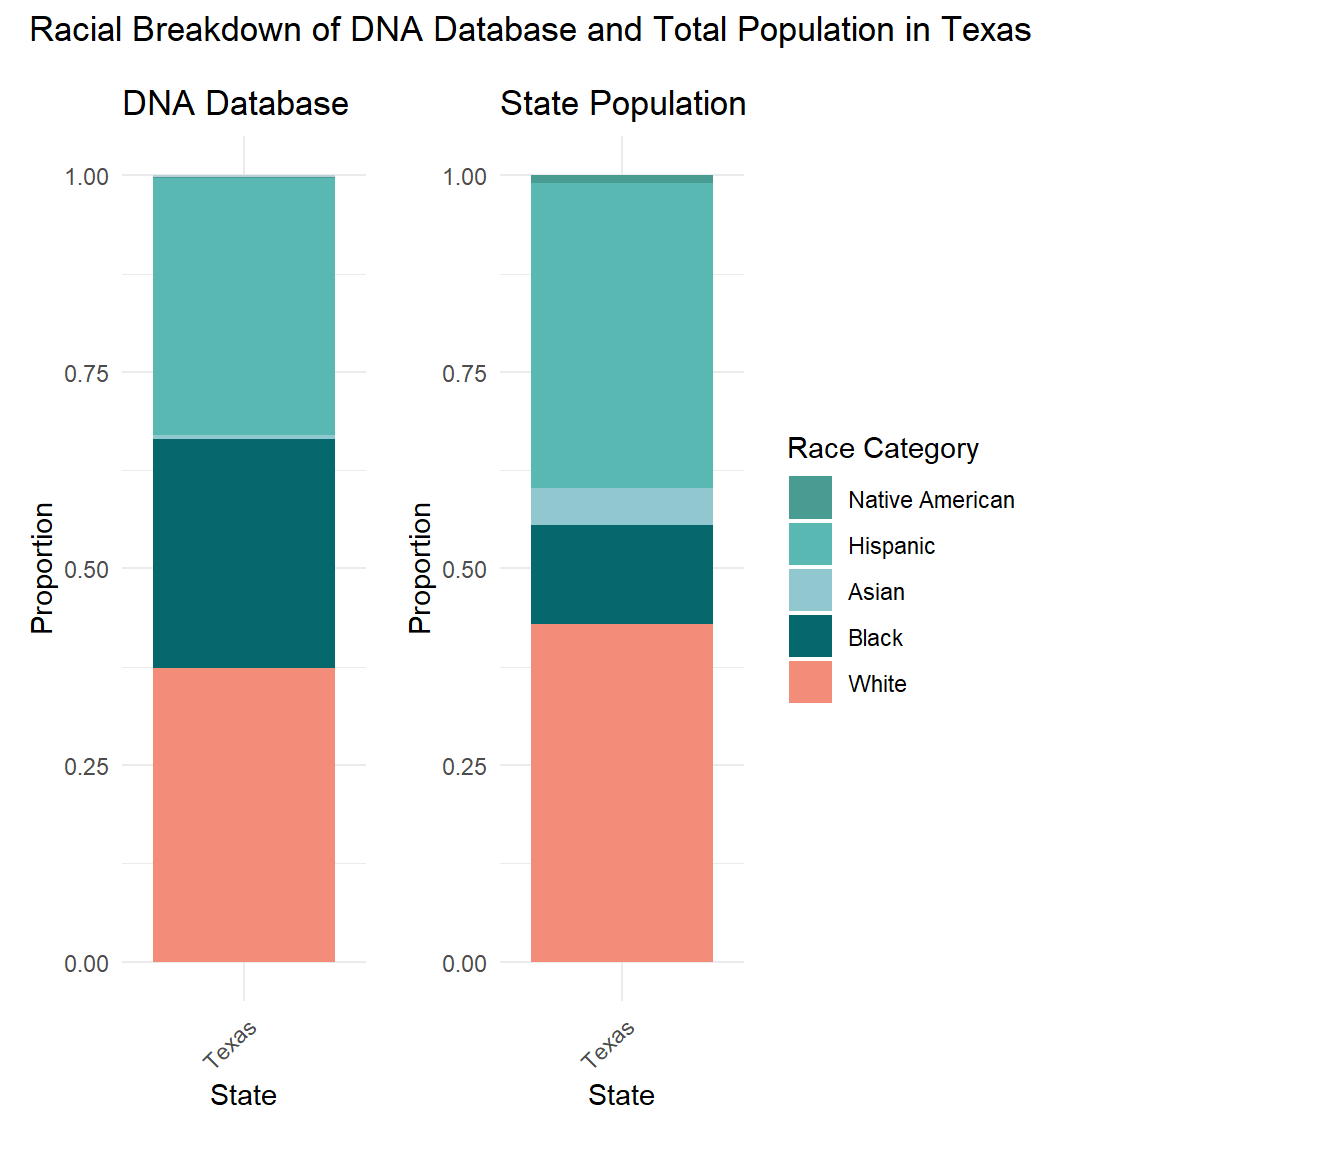 Racial Breakdown of DNA Database and Total Population in Texas
DNA Database
State Population
1.00
0.75
0.50
0.25
0.00
Proportion
Texas
State
1.00
0.75
0.50
0.25
0.00
Proportion
Texas
State
Race Category
Native American
Hispanic
Asian
Black
White